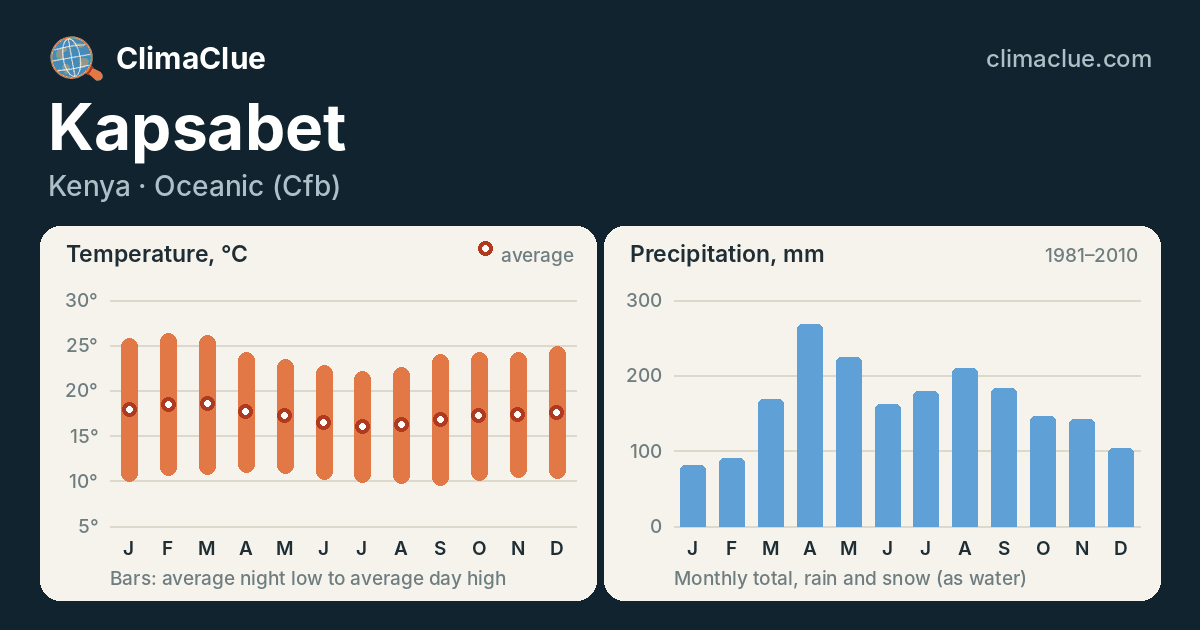 ClimaClue
climaclue.com
Kapsabet
Kenya · Oceanic (Cfb)
Temperature, °C
average
30°
25°
20°
15°
10°
5°
J F M A M J J A S O N D
Bars: average night low to average day high
Precipitation, mm
1981–2010
300
200
100
0
J F M A M J J A S O N D
Monthly total, rain and snow (as water)